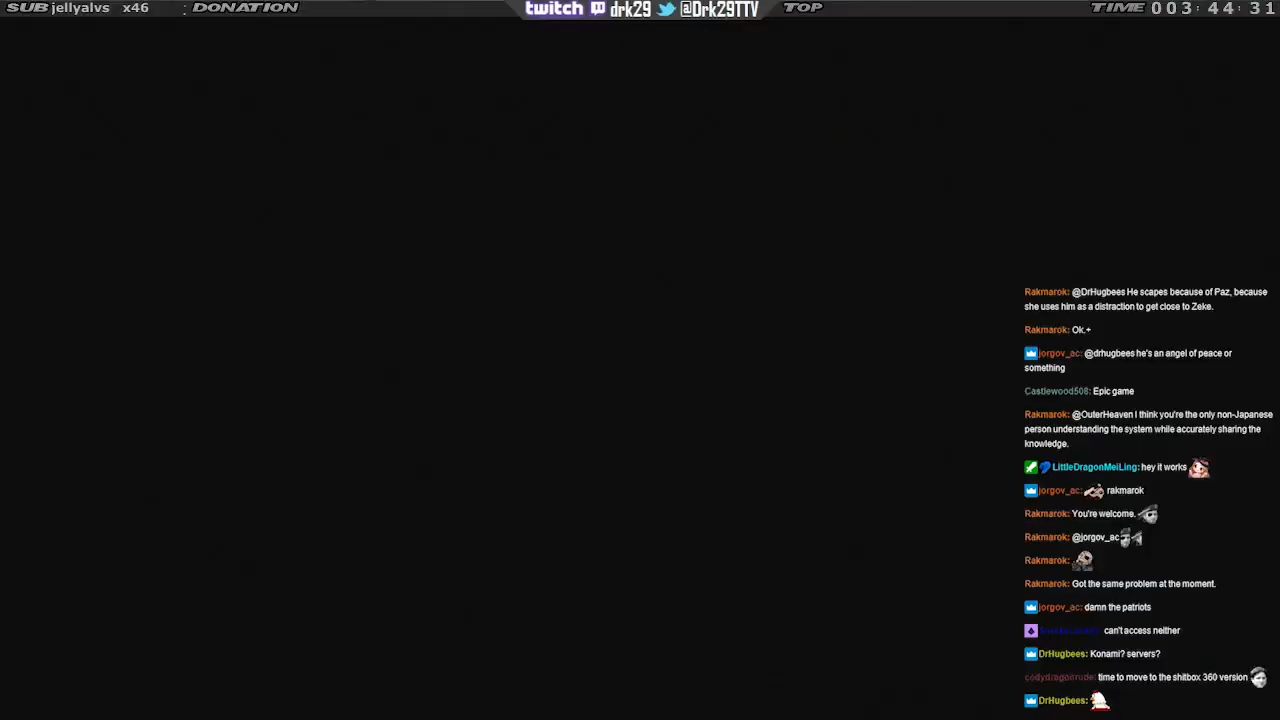 SUB jellyalvs x46 : DONATION twitch drk29 @Drk29TTV TOP TIME 003:44:31
Rakmarok: @DrHugbees He scapes because of Paz, because
she uses him as a distraction to get close to Zeke.
Rakmarok: Ok.+
jorgov_ac: @drhugbees he's an angel of peace or
something
Castlewood508: Epic game
Rakmarok: @OuterHeaven I think you're the only non-Japanese
person understanding the system while accurately sharing the
knowledge.
LittleDragonMeiLing: hey it works
jorgov_ac: rakmarok
Rakmarok: You're welcome.
Rakmarok: @jorgov_ac
Rakmarok:
Rakmarok: Got the same problem at the moment.
jorgov_ac: damn the patriots
can't access neither
DrHugbees: Konami? servers?
time to move to the shitbox 360 version
DrHugbees: